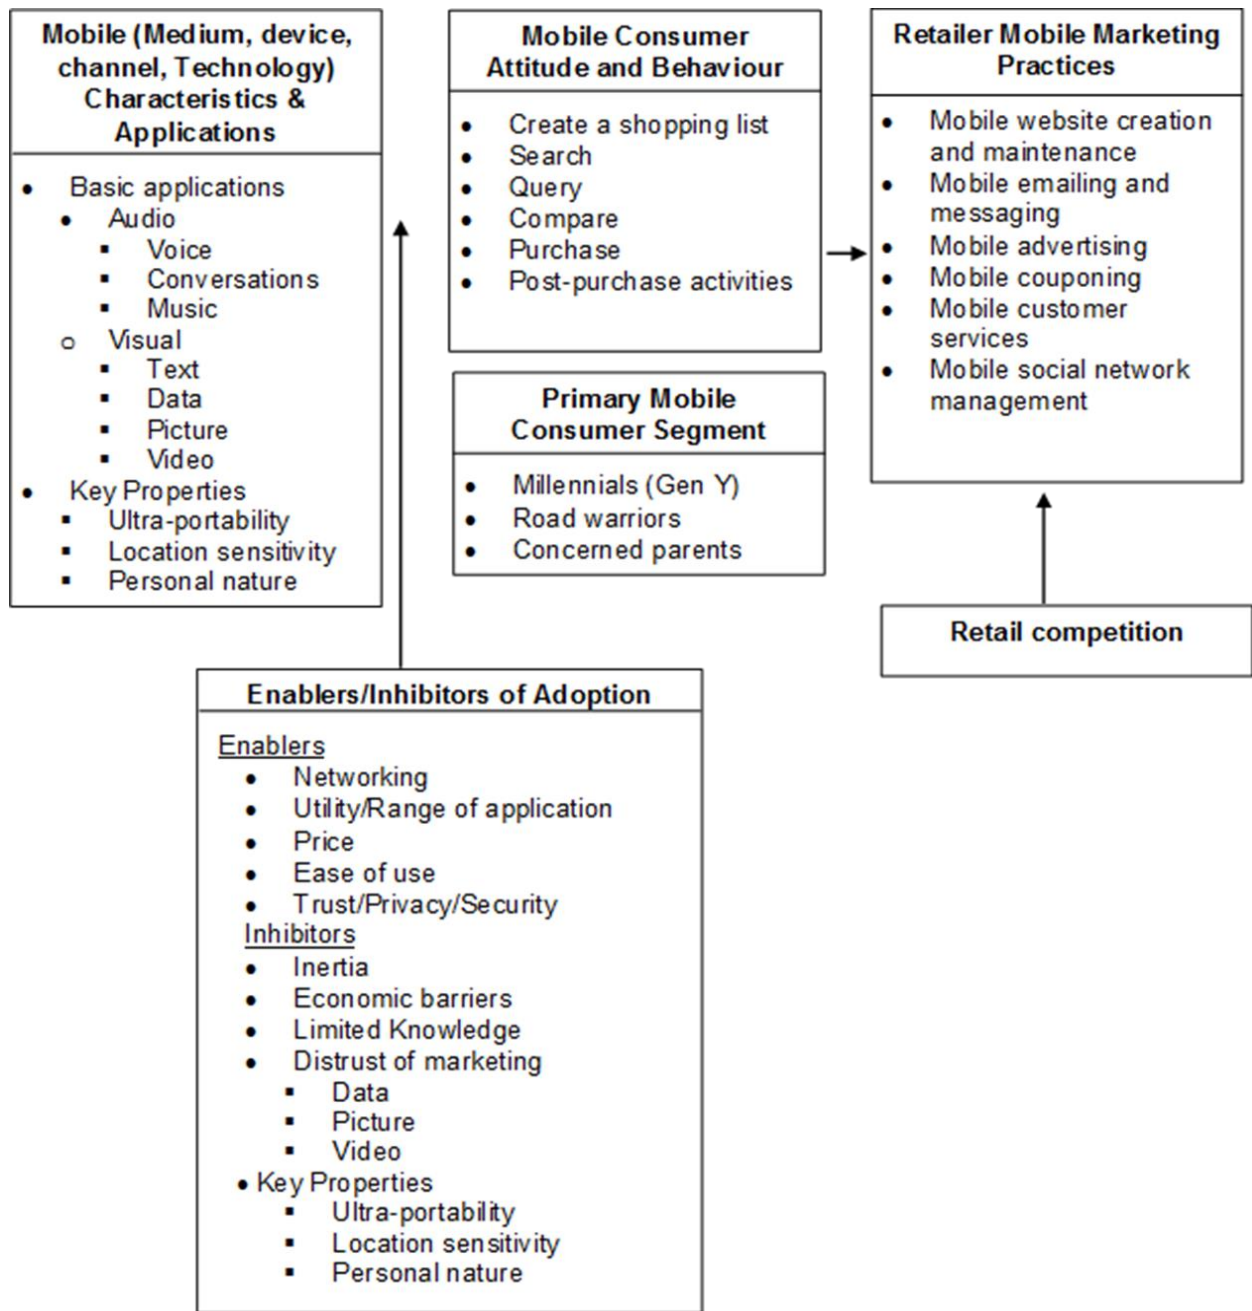 Mobile (Medium, device,
channel, Technology)
Characteristics &
Applications
• Basic applications
• Audio
▪ Voice
▪ Conversations
▪ Music
o Visual
▪ Text
▪ Data
▪ Picture
▪ Video
• Key Properties
▪ Ultra-portability
▪ Location sensitivity
▪ Personal nature
Mobile Consumer
Attitude and Behaviour
• Create a shopping list
• Search
• Query
• Compare
• Purchase
• Post-purchase activities
Primary Mobile
Consumer Segment
• Millennials (Gen Y)
• Road warriors
• Concerned parents
Retailer Mobile Marketing
Practices
• Mobile website creation
and maintenance
• Mobile emailing and
messaging
• Mobile advertising
• Mobile couponing
• Mobile customer
services
• Mobile social network
management
Retail competition
Enablers/Inhibitors of Adoption
Enablers
• Networking
• Utility/Range of application
• Price
• Ease of use
• Trust/Privacy/Security
Inhibitors
• Inertia
• Economic barriers
• Limited Knowledge
• Distrust of marketing
▪ Data
▪ Picture
▪ Video
• Key Properties
▪ Ultra-portability
▪ Location sensitivity
▪ Personal nature